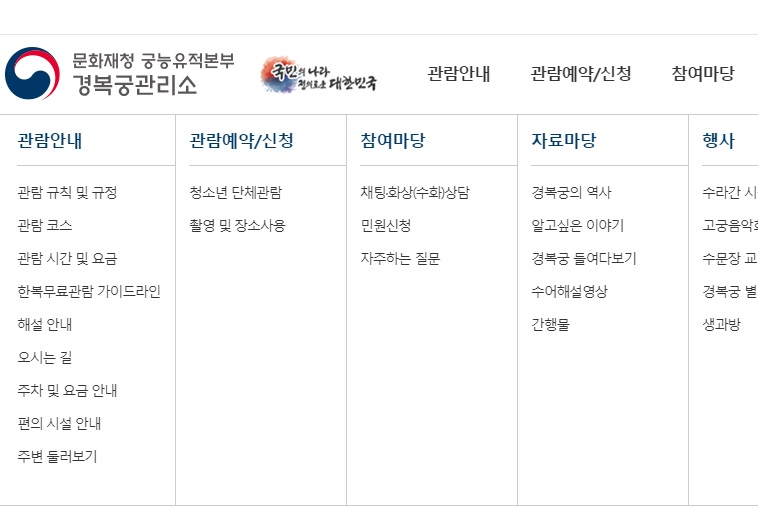 문화재청 궁능유적본부
경복궁관리소
국민의 나라
정의로운 대한민국
관람안내 관람예약/신청 참여마당
관람안내
관람 규칙 및 규정
관람 코스
관람 시간 및 요금
한복무료관람 가이드라인
해설 안내
오시는 길
주차 및 요금 안내
편의 시설 안내
주변 둘러보기
관람예약/신청
청소년 단체관람
촬영 및 장소사용
참여마당
채팅·화상(수화)상담
민원신청
자주하는 질문
자료마당
경복궁의 역사
알고싶은 이야기
경복궁 들여다보기
수어해설영상
간행물
행사
수라간 시
고궁음악회
수문장 교
경복궁 별
생과방